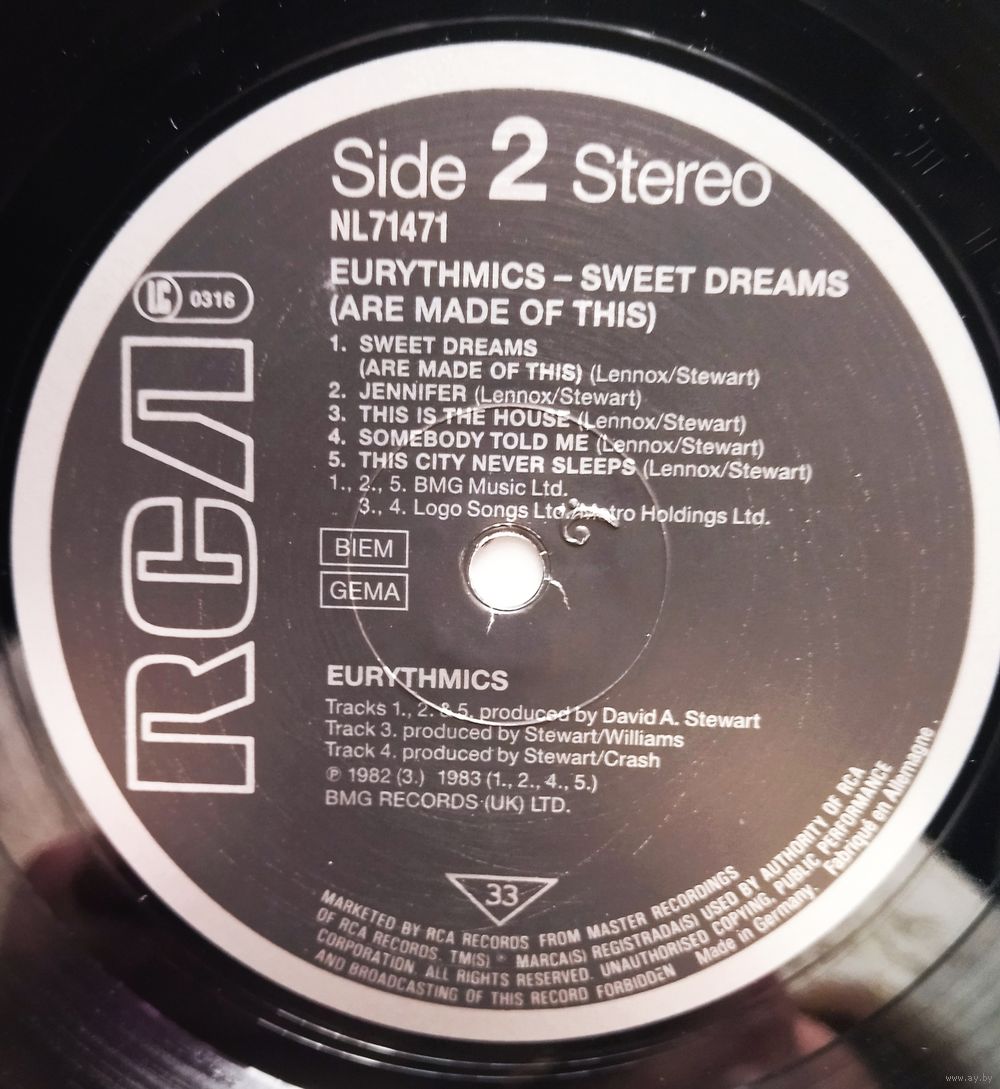 Side 2 Stereo
NL71471
LC 0316
RCA
EURYTHMICS – SWEET DREAMS
(ARE MADE OF THIS)
1. SWEET DREAMS
(ARE MADE OF THIS) (Lennox/Stewart)
2. JENNIFER (Lennox/Stewart)
3. THIS IS THE HOUSE (Lennox/Stewart)
4. SOMEBODY TOLD ME (Lennox/Stewart)
5. THIS CITY NEVER SLEEPS (Lennox/Stewart)
1., 2., 5. BMG Music Ltd.
3., 4. Logo Songs Ltd./Metro Holdings Ltd.
BIEM
GEMA
EURYTHMICS
Tracks 1., 2. & 5. produced by David A. Stewart
Track 3. produced by Stewart/Williams
Track 4. produced by Stewart/Crash
℗ 1982 (3.) 1983 (1., 2., 4., 5.)
BMG RECORDS (UK) LTD.
33
MARKETED BY RCA RECORDS FROM MASTER RECORDINGS
OF RCA RECORDS. TM(S) ® MARCA(S) REGISTRADA(S) USED BY AUTHORITY OF RCA
CORPORATION. ALL RIGHTS RESERVED. UNAUTHORISED COPYING, PUBLIC PERFORMANCE
AND BROADCASTING OF THIS RECORD FORBIDDEN Made in Germany. Fabriqué en Allemagne
www.ay.by